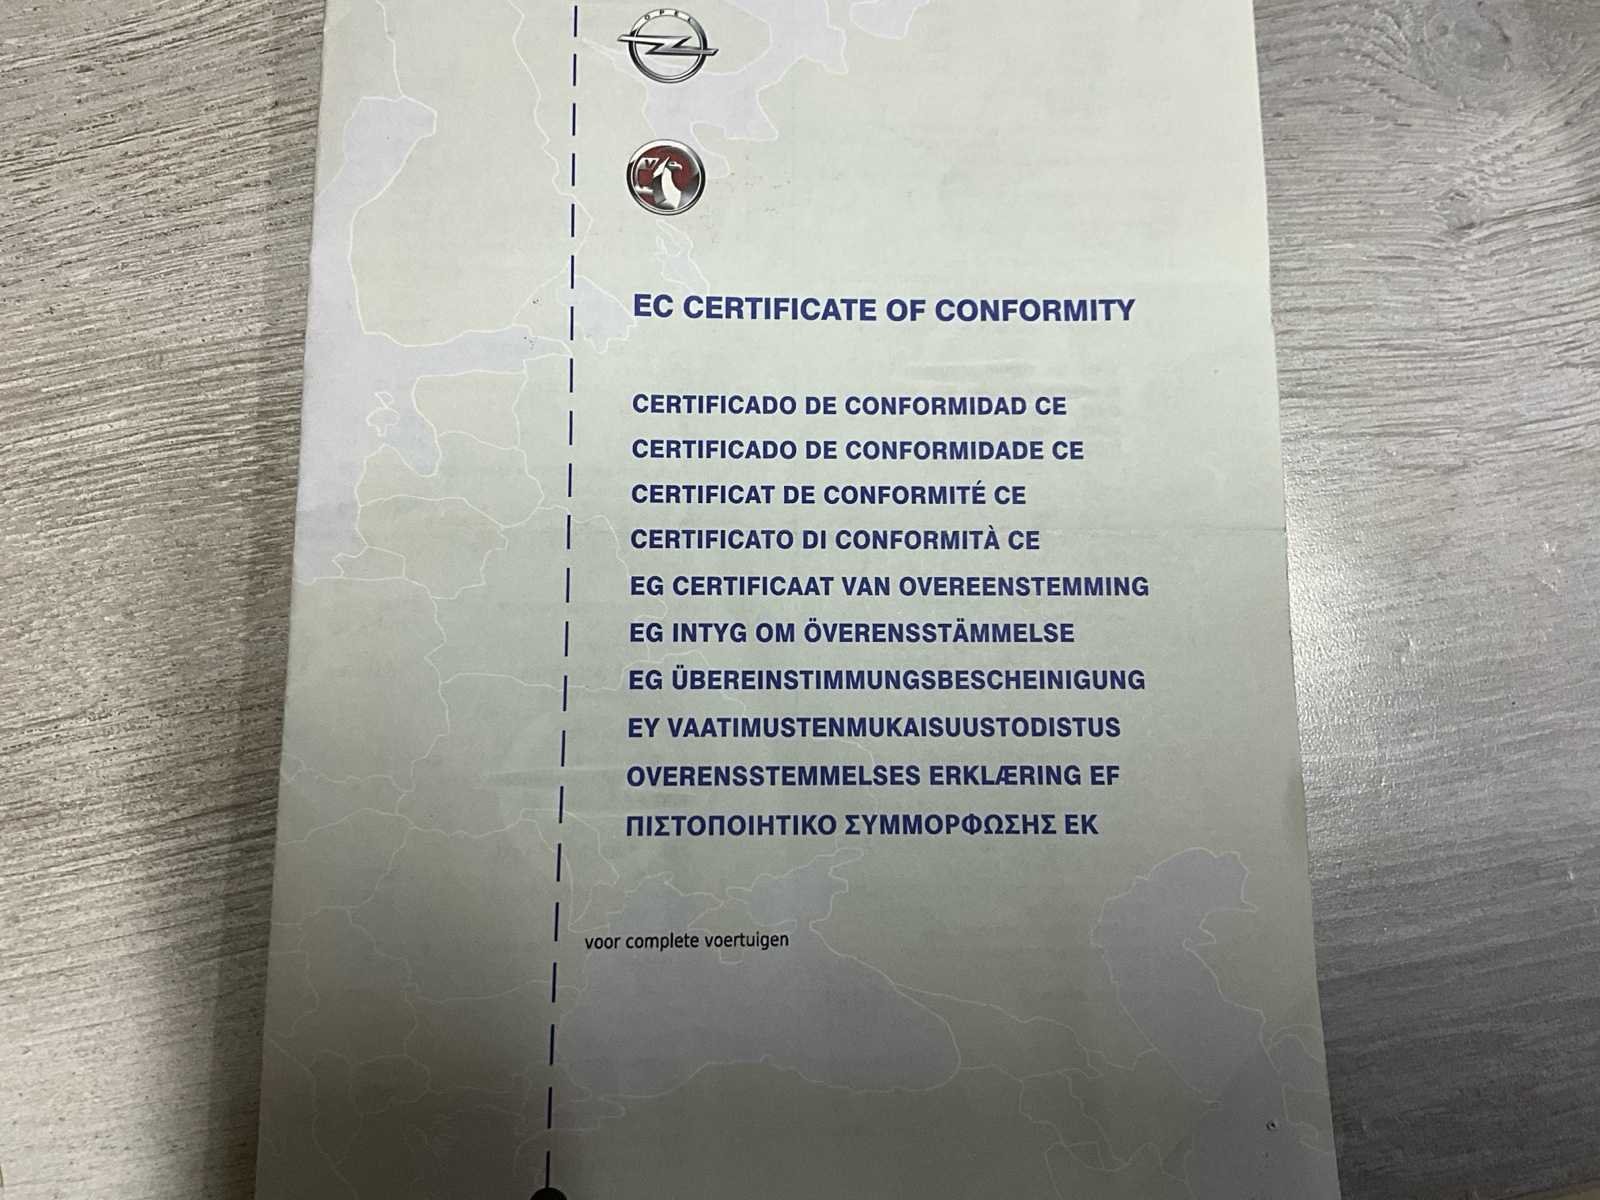 OPEL
V
EC CERTIFICATE OF CONFORMITY
CERTIFICADO DE CONFORMIDAD CE
CERTIFICADO DE CONFORMIDADE CE
CERTIFICAT DE CONFORMITÉ CE
CERTIFICATO DI CONFORMITÀ CE
EG CERTIFICAAT VAN OVEREENSTEMMING
EG INTYG OM ÖVERENSSTÄMMELSE
EG ÜBEREINSTIMMUNGSBESCHEINIGUNG
EY VAATIMUSTENMUKAISUUSTODISTUS
OVERENSSTEMMELSES ERKLÆRING EF
ΠΙΣΤΟΠΟΙΗΤΙΚΟ ΣΥΜΜΟΡΦΩΣΗΣ ΕΚ
voor complete voertuigen